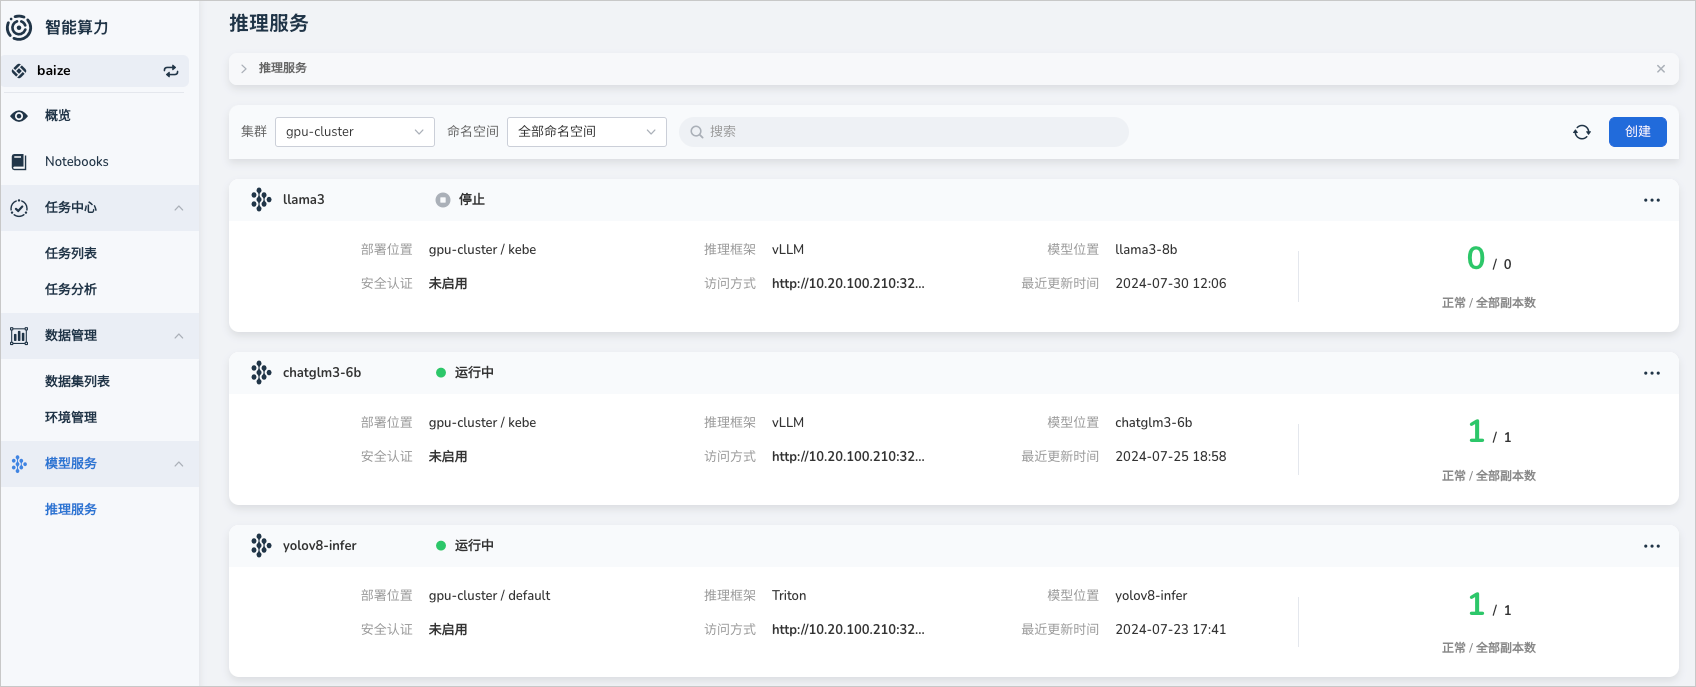 智能算力
baize
概览
Notebooks
任务中心
任务列表
任务分析
数据管理
数据集列表
环境管理
模型服务
推理服务
推理服务
推理服务
集群 gpu-cluster 命名空间 全部命名空间 搜索 创建
llama3 停止
部署位置 gpu-cluster / kebe 推理框架 vLLM 模型位置 llama3-8b
安全认证 未启用 访问方式 http://10.20.100.210:32... 最近更新时间 2024-07-30 12:06
0 / 0
正常 / 全部副本数
chatglm3-6b 运行中
部署位置 gpu-cluster / kebe 推理框架 vLLM 模型位置 chatglm3-6b
安全认证 未启用 访问方式 http://10.20.100.210:32... 最近更新时间 2024-07-25 18:58
1 / 1
正常 / 全部副本数
yolov8-infer 运行中
部署位置 gpu-cluster / default 推理框架 Triton 模型位置 yolov8-infer
安全认证 未启用 访问方式 http://10.20.100.210:32... 最近更新时间 2024-07-23 17:41
1 / 1
正常 / 全部副本数